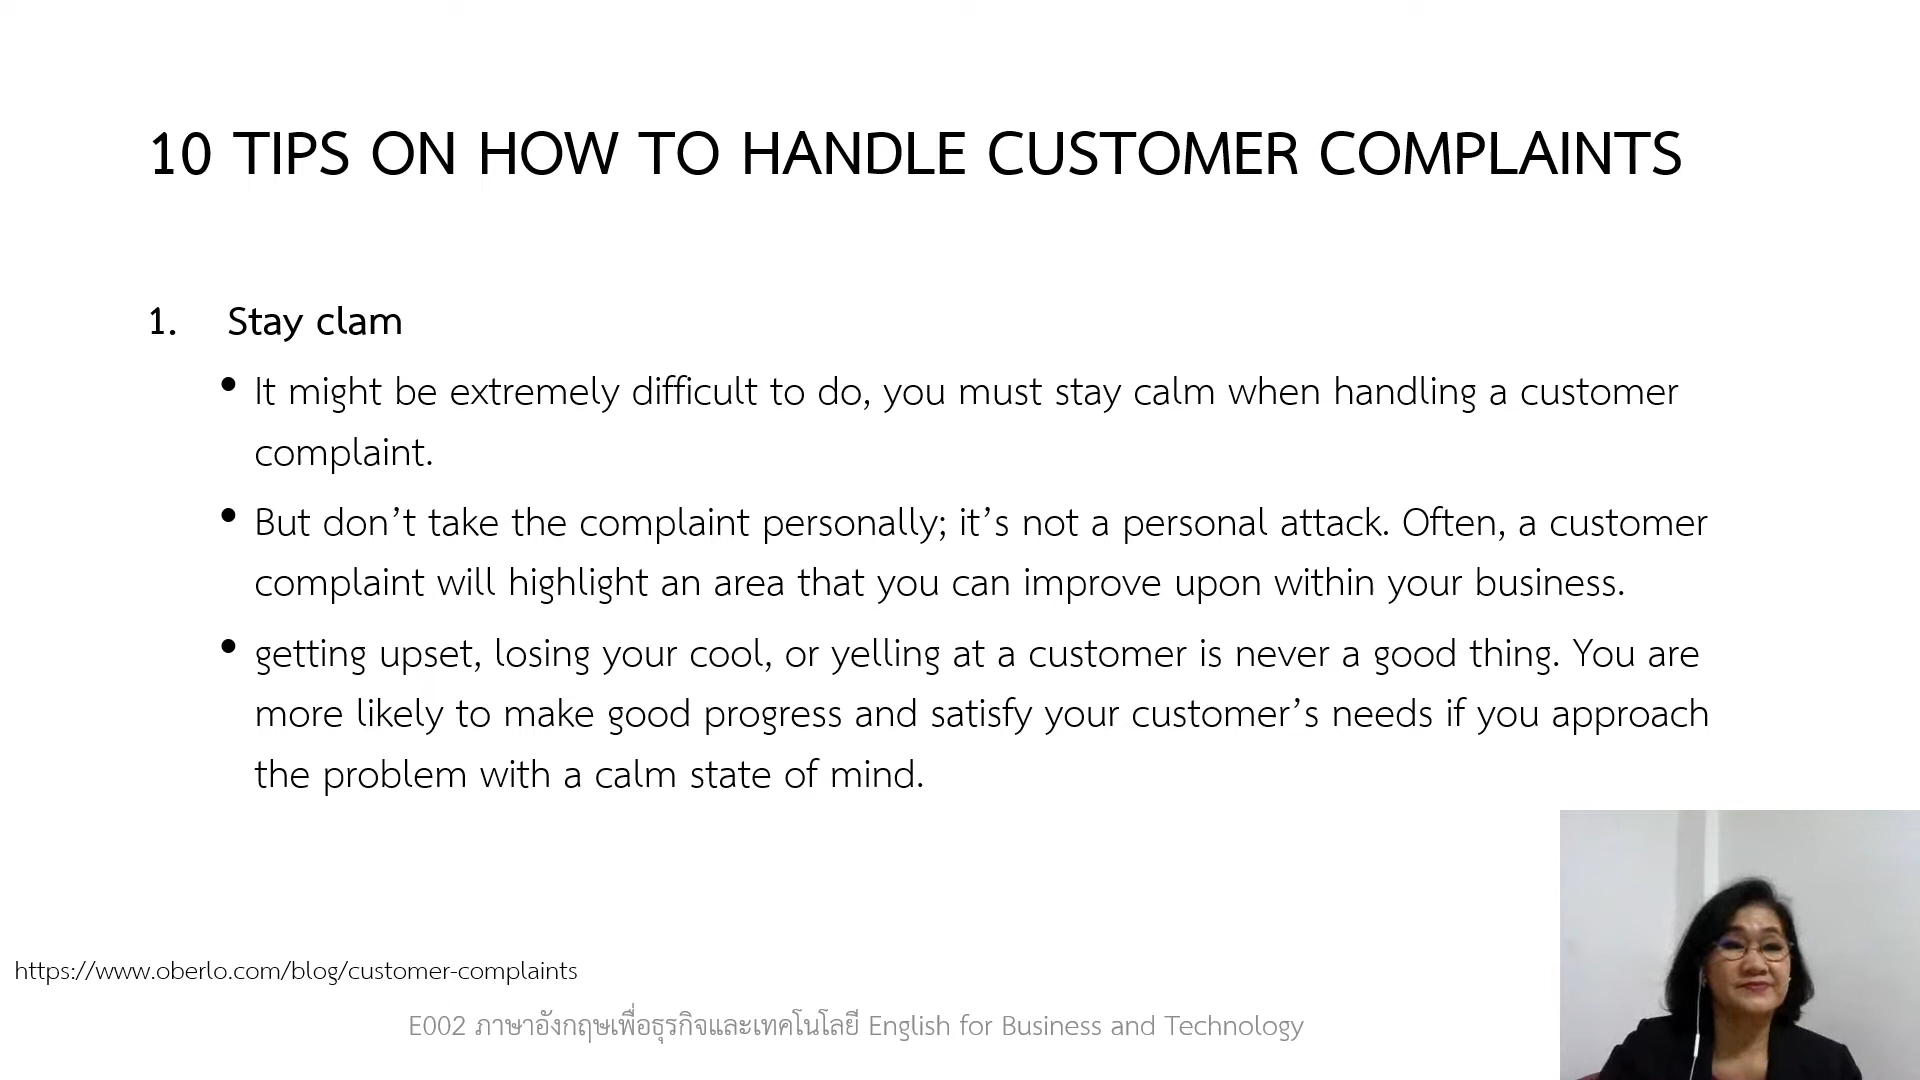 10 TIPS ON HOW TO HANDLE CUSTOMER COMPLAINTS
1. Stay clam
• It might be extremely difficult to do, you must stay calm when handling a customer
complaint.
• But don’t take the complaint personally; it’s not a personal attack. Often, a customer
complaint will highlight an area that you can improve upon within your business.
• getting upset, losing your cool, or yelling at a customer is never a good thing. You are
more likely to make good progress and satisfy your customer’s needs if you approach
the problem with a calm state of mind.
https://www.oberlo.com/blog/customer-complaints
E002 ภาษาอังกฤษเพื่อธุรกิจและเทคโนโลยี English for Business and Technology